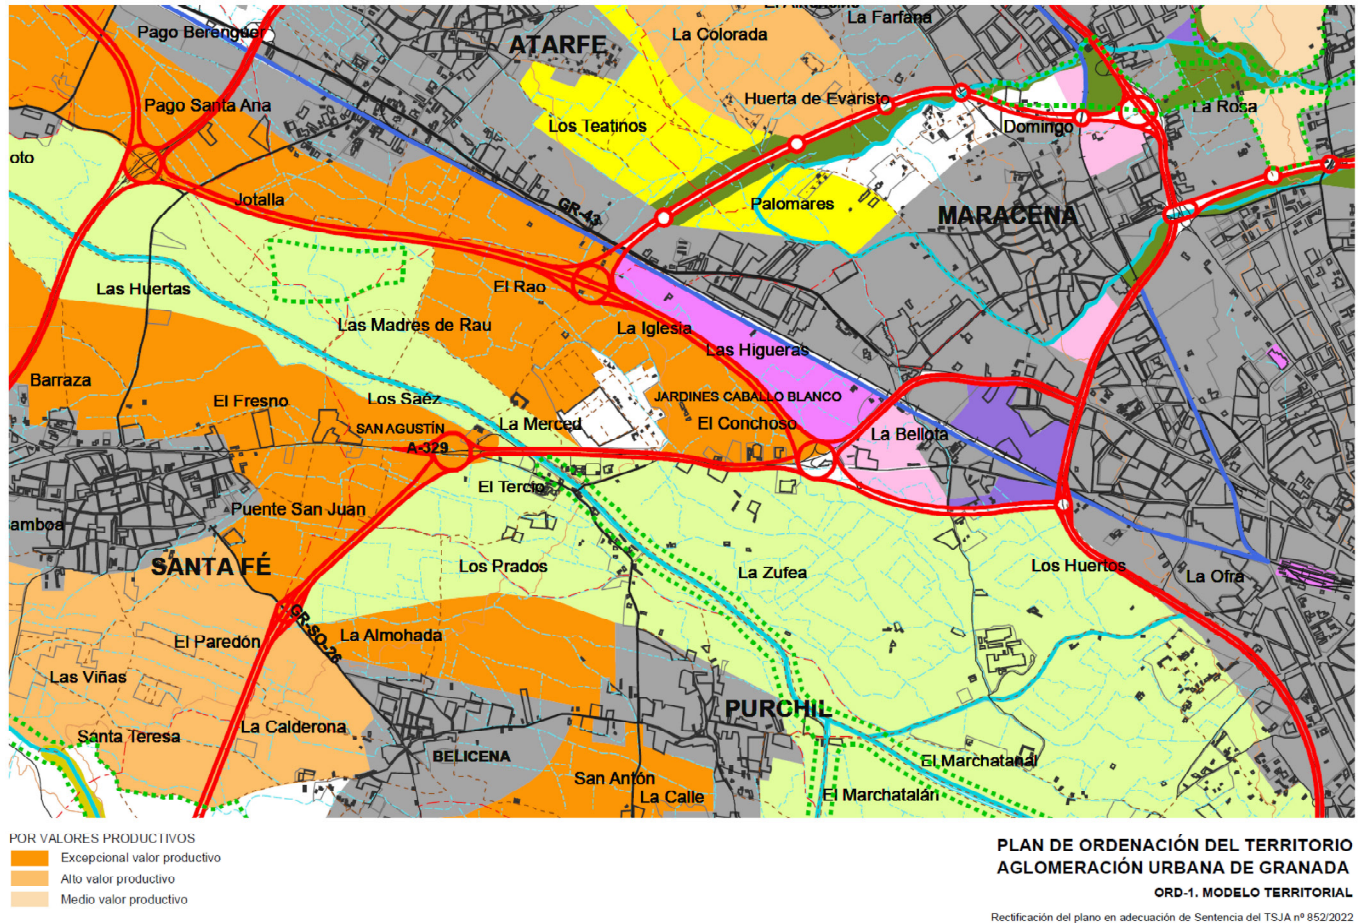 Pago Berenguer
ATARFE
La Colorada
La Farfana
Pago Santa Ana
Los Teatinos
Huerta de Evaristo
Domingo
La Rosa
oto
Jotalla
GR-43
Palomares
MARACENA
Las Huertas
El Rao
Las Madres de Rau
La Iglesia
Las Higueras
Barraza
El Fresno
Los Saéz
JARDINES CABALLO BLANCO
SAN AGUSTÍN
La Merced
El Conchoso
La Bellota
A-329
El Tercio
Puente San Juan
amboa
SANTA FÉ
Los Prados
La Zufea
Los Huertos
La Ofra
GR-SO-26
El Paredón
La Almohada
Las Viñas
La Calderona
Santa Teresa
PURCHIL
BELICENA
San Antón
La Calle
El Marchatanal
El Marchatalán
POR VALORES PRODUCTIVOS
Excepcional valor productivo
Alto valor productivo
Medio valor productivo
PLAN DE ORDENACIÓN DEL TERRITORIO
AGLOMERACIÓN URBANA DE GRANADA
ORD-1. MODELO TERRITORIAL
Rectificación del plano en adecuación de Sentencia del TSJA nº 852/2022